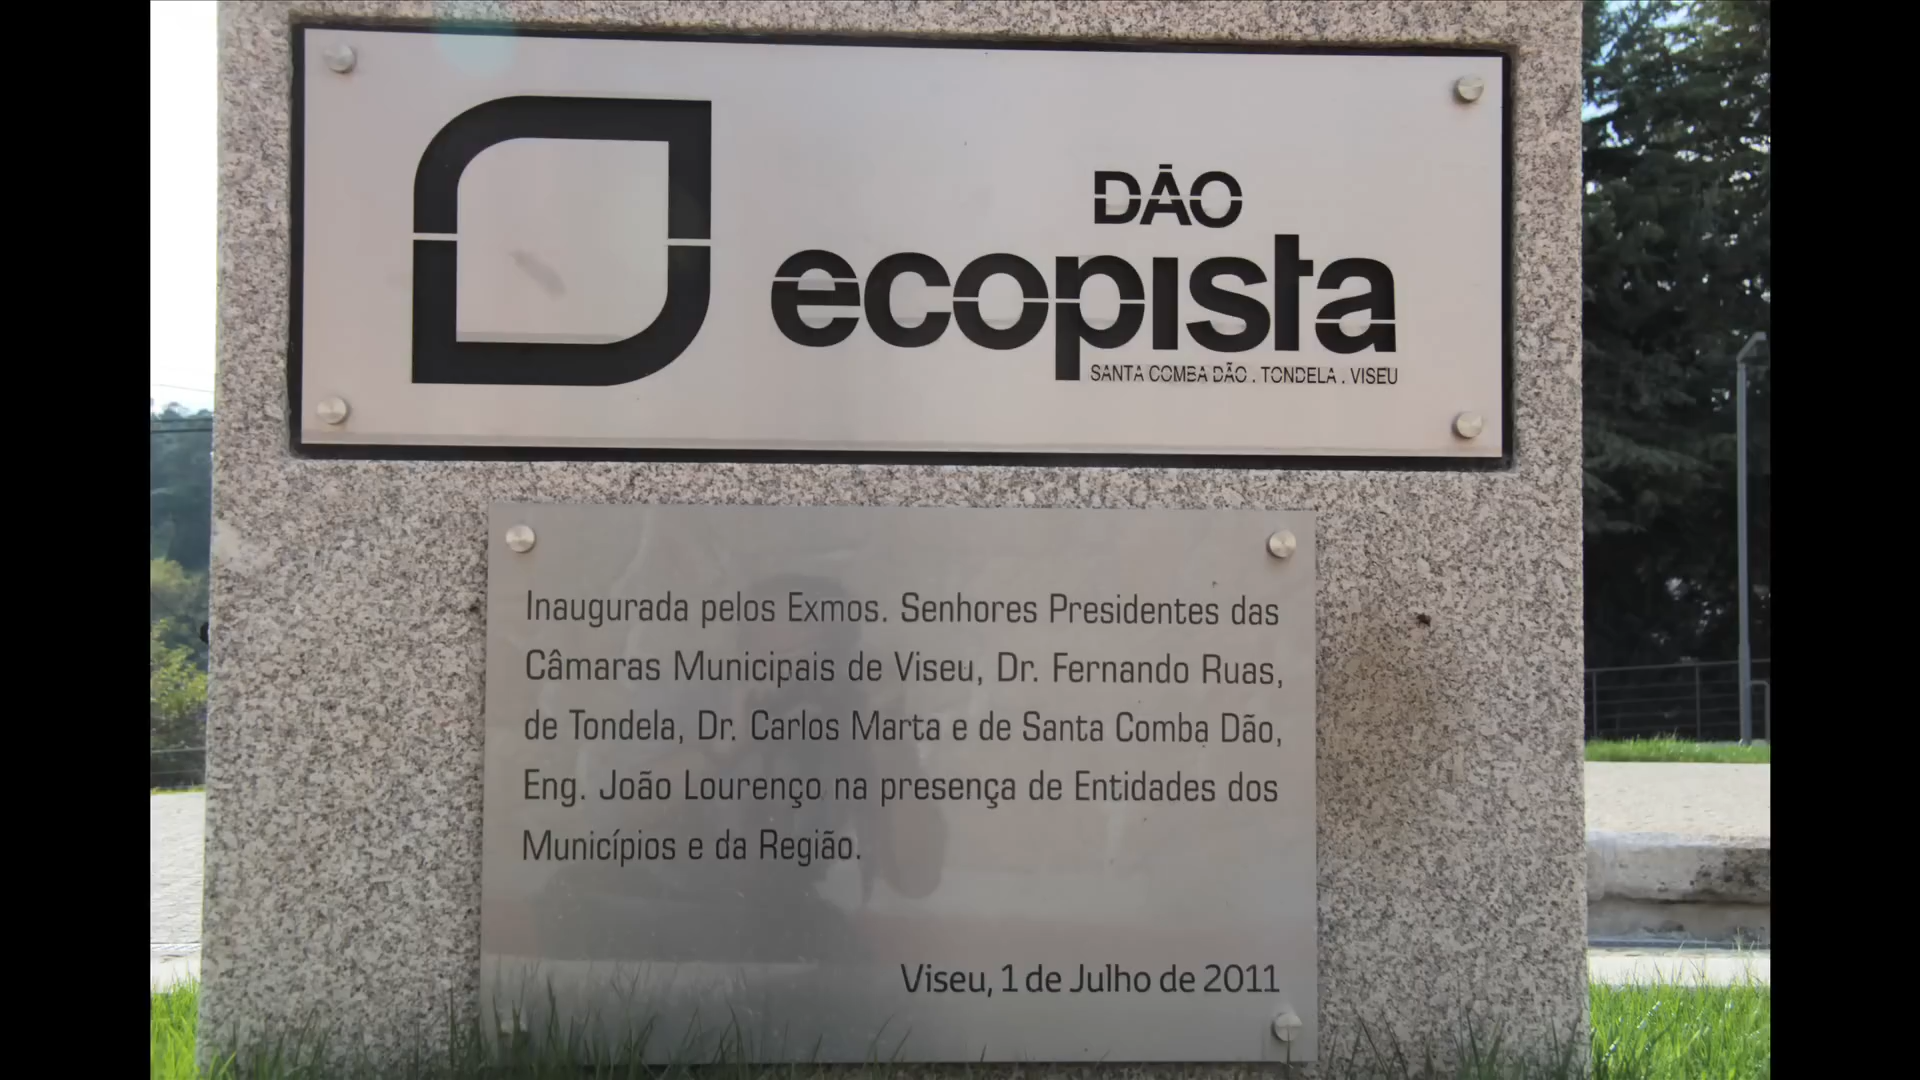 DÃO
ecopista
SANTA COMBA DÃO . TONDELA . VISEU
Inaugurada pelos Exmos. Senhores Presidentes das
Câmaras Municipais de Viseu, Dr. Fernando Ruas,
de Tondela, Dr. Carlos Marta e de Santa Comba Dão,
Eng. João Lourenço na presença de Entidades dos
Municípios e da Região.
Viseu, 1 de Julho de 2011